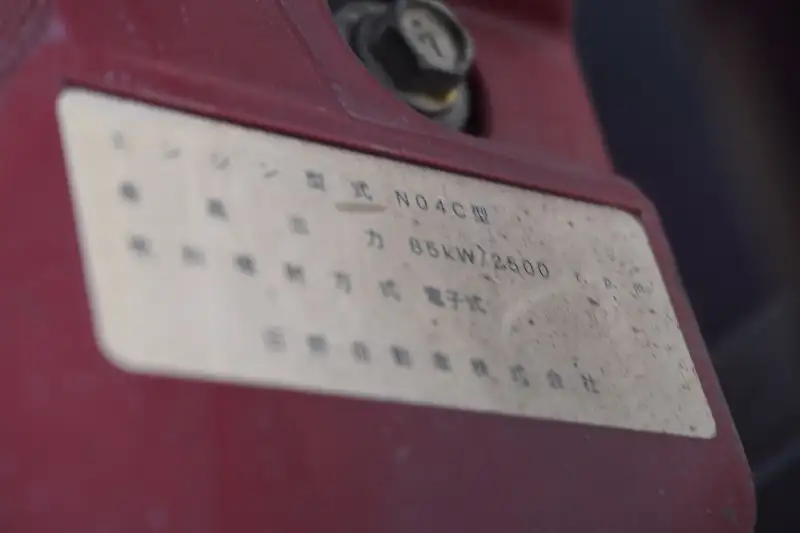 エンジン型式 N04C型
最高出力 85kW/2500 r.p.m
燃料噴射方式 電子式
日野自動車株式会社